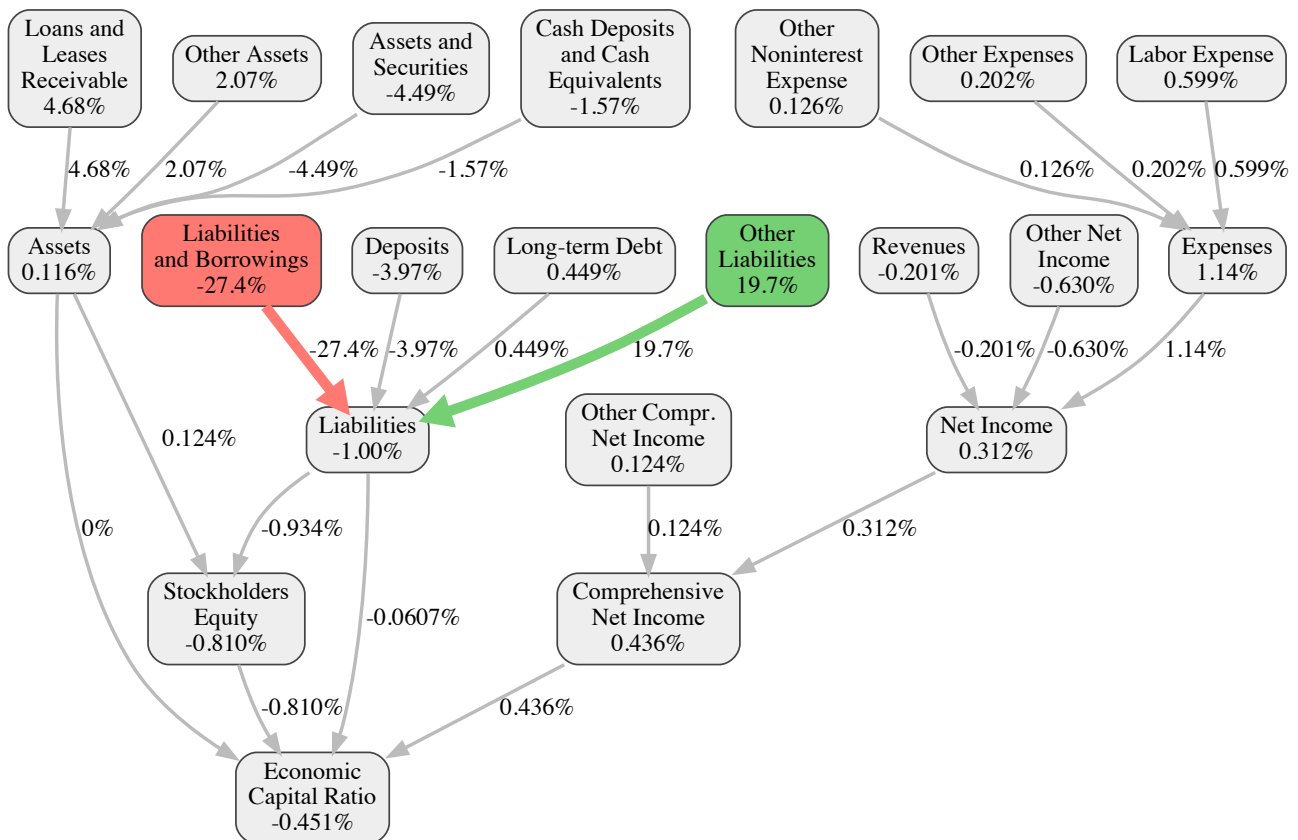 Loans and
Leases
Receivable
4.68%
Other Assets
2.07%
Assets and
Securities
-4.49%
Cash Deposits
and Cash
Equivalents
-1.57%
Other
Noninterest
Expense
0.126%
Other Expenses
0.202%
Labor Expense
0.599%
4.68%
2.07%
-4.49%
-1.57%
0.126%
0.202%
0.599%
Assets
0.116%
Liabilities
and Borrowings
-27.4%
Deposits
-3.97%
Long-term Debt
0.449%
Other
Liabilities
19.7%
Revenues
-0.201%
Other Net
Income
-0.630%
Expenses
1.14%
-27.4%
-3.97%
0.449%
19.7%
-0.201%
-0.630%
1.14%
Liabilities
-1.00%
Other Compr.
Net Income
0.124%
Net Income
0.312%
0.124%
0%
-0.934%
0.124%
0.312%
Stockholders
Equity
-0.810%
-0.0607%
Comprehensive
Net Income
0.436%
-0.810%
0.436%
Economic
Capital Ratio
-0.451%